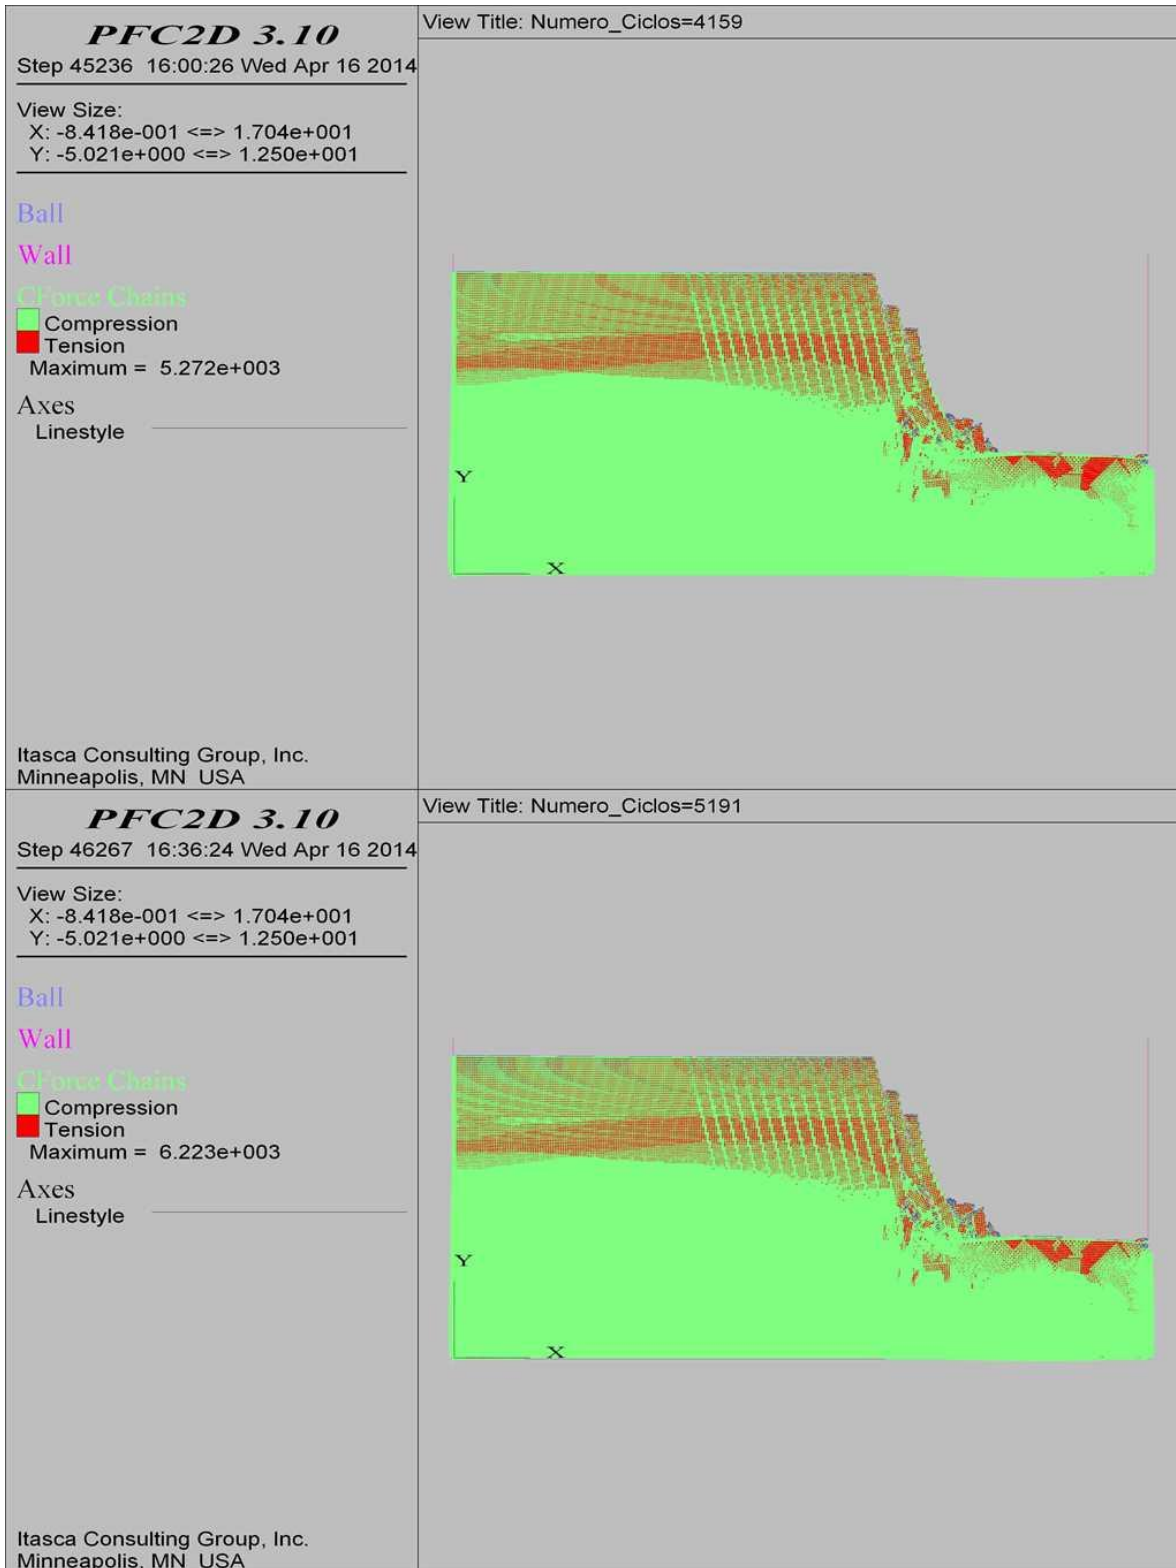 PFC2D 3.10
Step 45236 16:00:26 Wed Apr 16 2014
View Size:
X: -8.418e-001 <=> 1.704e+001
Y: -5.021e+000 <=> 1.250e+001
Ball
Wall
CForce Chains
Compression
Tension
Maximum = 5.272e+003
Axes
Linestyle
Itasca Consulting Group, Inc.
Minneapolis, MN USA
View Title: Numero_Ciclos=4159
Y
X
PFC2D 3.10
Step 46267 16:36:24 Wed Apr 16 2014
View Size:
X: -8.418e-001 <=> 1.704e+001
Y: -5.021e+000 <=> 1.250e+001
Ball
Wall
CForce Chains
Compression
Tension
Maximum = 6.223e+003
Axes
Linestyle
Itasca Consulting Group, Inc.
Minneapolis, MN USA
View Title: Numero_Ciclos=5191
Y
X